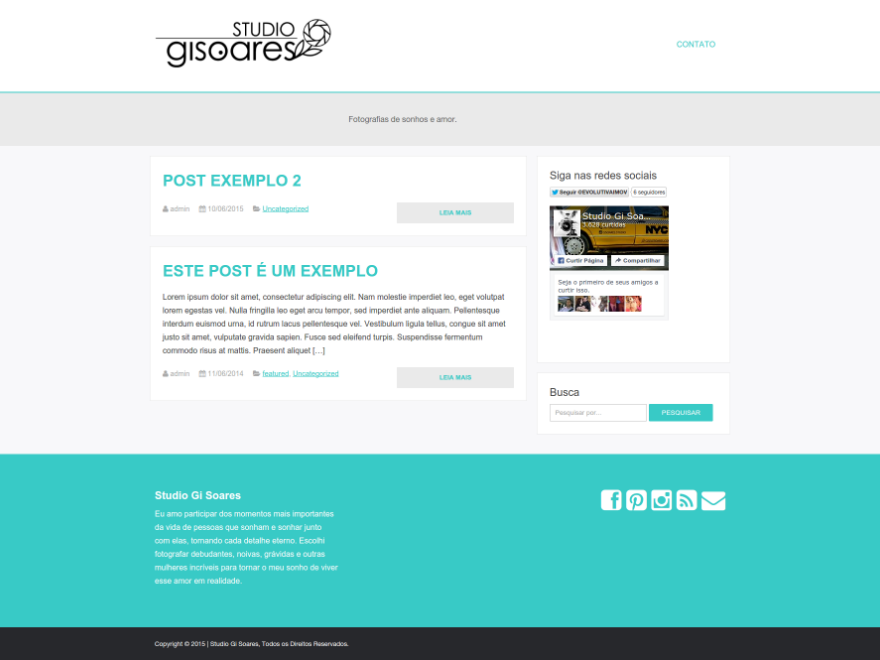 STUDIO
gisoares
CONTATO
Fotografias de sonhos e amor.
POST EXEMPLO 2
admin 10/06/2015 Uncategorized
LEIA MAIS
ESTE POST É UM EXEMPLO
Lorem ipsum dolor sit amet, consectetur adipiscing elit. Nam molestie imperdiet leo, eget volutpat
lorem egestas vel. Nulla fringilla leo eget arcu tempor, sed imperdiet ante aliquam. Pellentesque
interdum euismod urna, id rutrum lacus pellentesque vel. Vestibulum ligula tellus, congue sit amet
justo sit amet, vulputate gravida sapien. Fusce sed eleifend turpis. Suspendisse fermentum
commodo risus at mattis. Praesent aliquet [...]
admin 11/06/2014 featured, Uncategorized
LEIA MAIS
Siga nas redes sociais
Seguir @EVOLUTIVAIMOV 6 seguidores
Studio Gi Soa...
1.629 curtidas
NYC
Curtir Página Compartilhar
Seja o primeiro de seus amigos a
curtir isso.
Busca
Pesquisar por...
PESQUISAR
Studio Gi Soares
Eu amo participar dos momentos mais importantes
da vida de pessoas que sonham e sonhar junto
com elas, tornando cada detalhe eterno. Escolhi
fotografar debudantes, noivas, grávidas e outras
mulheres incríveis para tornar o meu sonho de viver
esse amor em realidade.
Copyright © 2015 | Studio Gi Soares, Todos os Direitos Reservados.